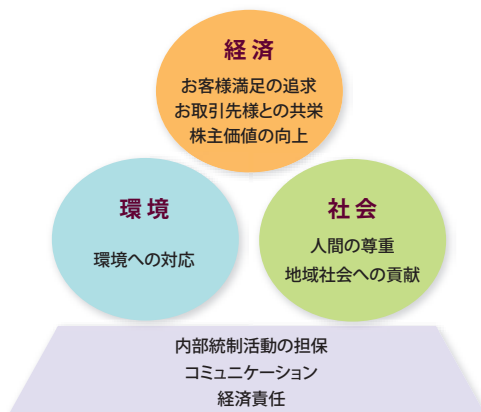 経済
お客様満足の追求
お取引先様との共栄
株主価値の向上
環境
環境への対応
社会
人間の尊重
地域社会への貢献
内部統制活動の担保
コミュニケーション
経済責任